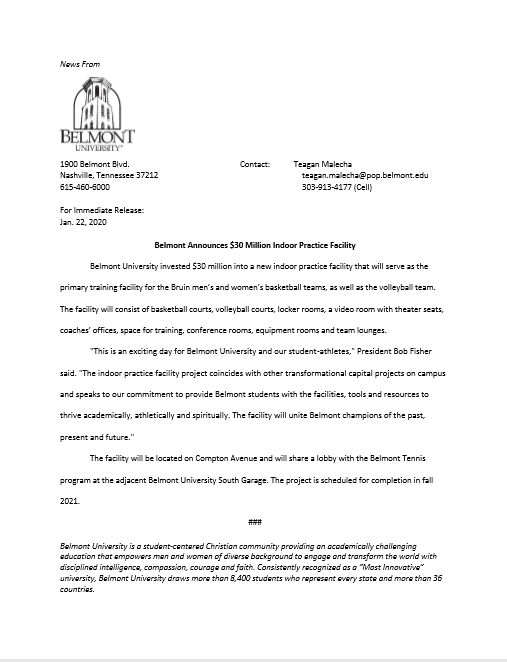 News From
BELMONT
UNIVERSITY
1900 Belmont Blvd. Contact: Teagan Malecha
Nashville, Tennessee 37212 teagan.malecha@pop.belmont.edu
615-460-6000 303-913-4177 (Cell)
For Immediate Release:
Jan. 22, 2020
Belmont Announces $30 Million Indoor Practice Facility
Belmont University invested $30 million into a new indoor practice facility that will serve as the
primary training facility for the Bruin men's and women's basketball teams, as well as the volleyball team.
The facility will consist of basketball courts, volleyball courts, locker rooms, a video room with theater seats,
coaches' offices, space for training, conference rooms, equipment rooms and team lounges.
"This is an exciting day for Belmont University and our student-athletes," President Bob Fisher
said. "The indoor practice facility project coincides with other transformational capital projects on campus
and speaks to our commitment to provide Belmont students with the facilities, tools and resources to
thrive academically, athletically and spiritually. The facility will unite Belmont champions of the past,
present and future."
The facility will be located on Compton Avenue and will share a lobby with the Belmont Tennis
program at the adjacent Belmont University South Garage. The project is scheduled for completion in fall
2021.
###
Belmont University is a student-centered Christian community providing an academically challenging
education that empowers men and women of diverse background to engage and transform the world with
disciplined intelligence, compassion, courage and faith. Consistently recognized as a "Most Innovative"
university, Belmont University draws more than 8,400 students who represent every state and more than 36
countries.